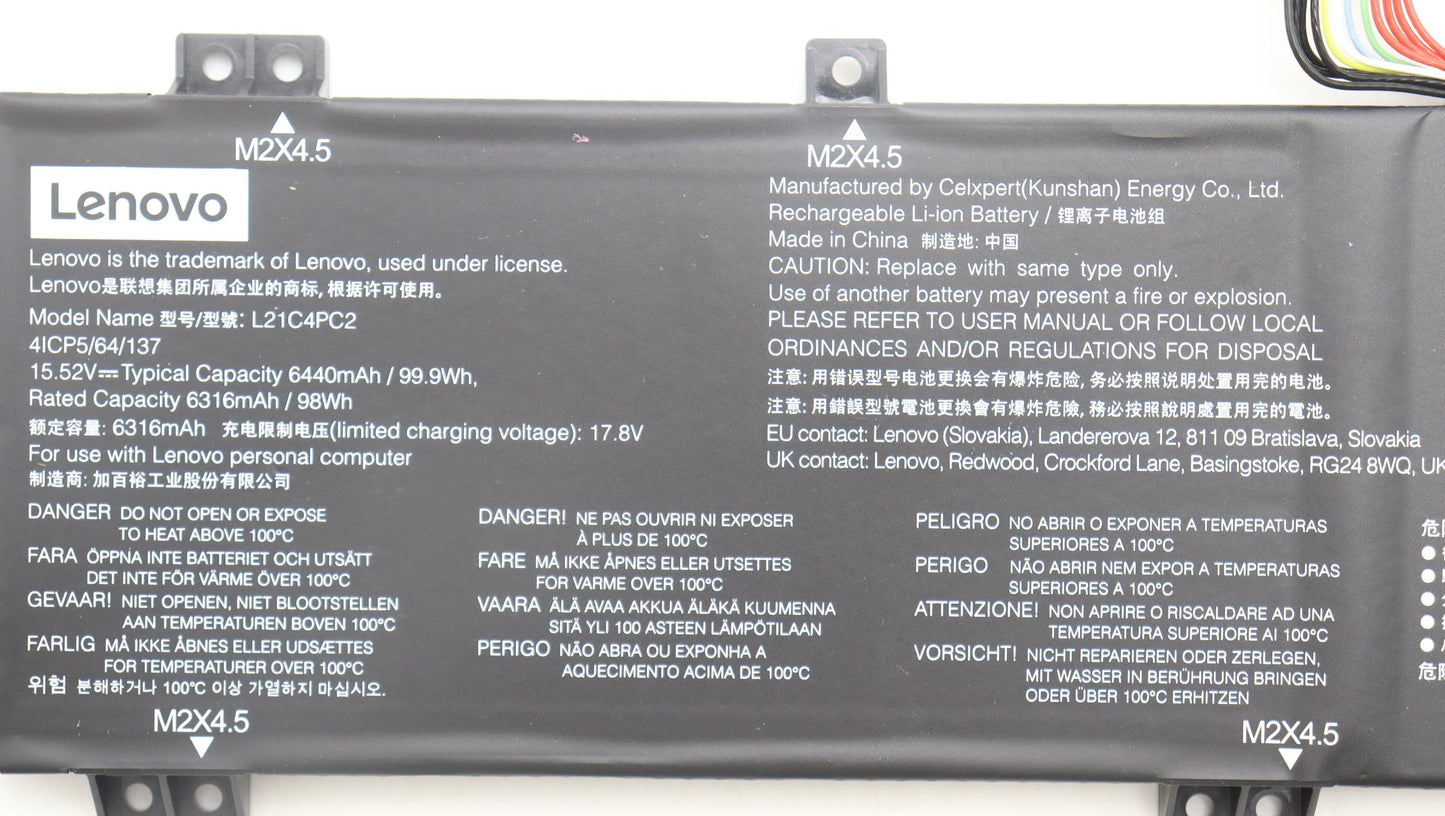 M2X4.5
M2X4.5
Lenovo
Lenovo is the trademark of Lenovo, used under license.
Lenovo是联想集团所属企业的商标, 根据许可使用。
Model Name 型号/型號: L21C4PC2
4ICP5/64/137
15.52V⎓Typical Capacity 6440mAh / 99.9Wh,
Rated Capacity 6316mAh / 98Wh
额定容量: 6316mAh 充电限制电压(limited charging voltage): 17.8V
For use with Lenovo personal computer
制造商: 加百裕工业股份有限公司
Manufactured by Celxpert(Kunshan) Energy Co., Ltd.
Rechargeable Li-ion Battery / 锂离子电池组
Made in China 制造地: 中国
CAUTION: Replace with same type only.
Use of another battery may present a fire or explosion.
PLEASE REFER TO USER MANUAL OR FOLLOW LOCAL
ORDINANCES AND/OR REGULATIONS FOR DISPOSAL
注意: 用错误型号电池更换会有爆炸危险, 务必按照说明处置用完的电池。
注意: 用錯誤型號電池更換會有爆炸危險, 務必按照說明處置用完的電池。
EU contact: Lenovo (Slovakia), Landererova 12, 811 09 Bratislava, Slovakia
UK contact: Lenovo, Redwood, Crockford Lane, Basingstoke, RG24 8WQ, UK
DANGER DO NOT OPEN OR EXPOSE
TO HEAT ABOVE 100°C
FARA ÖPPNA INTE BATTERIET OCH UTSÄTT
DET INTE FÖR VÄRME ÖVER 100°C
GEVAAR! NIET OPENEN, NIET BLOOTSTELLEN
AAN TEMPERATUREN BOVEN 100°C
FARLIG MÅ IKKE ÅBNES ELLER UDSÆTTES
FOR TEMPERATURER OVER 100°C
위험 분해하거나 100°C 이상 가열하지 마십시오.
DANGER! NE PAS OUVRIR NI EXPOSER
À PLUS DE 100°C
FARE MÅ IKKE ÅPNES ELLER UTSETTES
FOR VARME OVER 100°C
VAARA ÄLÄ AVAA AKKUA ÄLÄKÄ KUUMENNA
SITÄ YLI 100 ASTEEN LÄMPÖTILAAN
PERIGO NÃO ABRA OU EXPONHA A
AQUECIMENTO ACIMA DE 100°C
PELIGRO NO ABRIR O EXPONER A TEMPERATURAS
SUPERIORES A 100°C
PERIGO NÃO ABRIR NEM EXPOR A TEMPERATURAS
SUPERIORES A 100°C
ATTENZIONE! NON APRIRE O RISCALDARE AD UNA
TEMPERATURA SUPERIORE AI 100°C
VORSICHT! NICHT REPARIEREN ODER ZERLEGEN,
MIT WASSER IN BERÜHRUNG BRINGEN
ODER ÜBER 100°C ERHITZEN
危
危
M2X4.5
M2X4.5